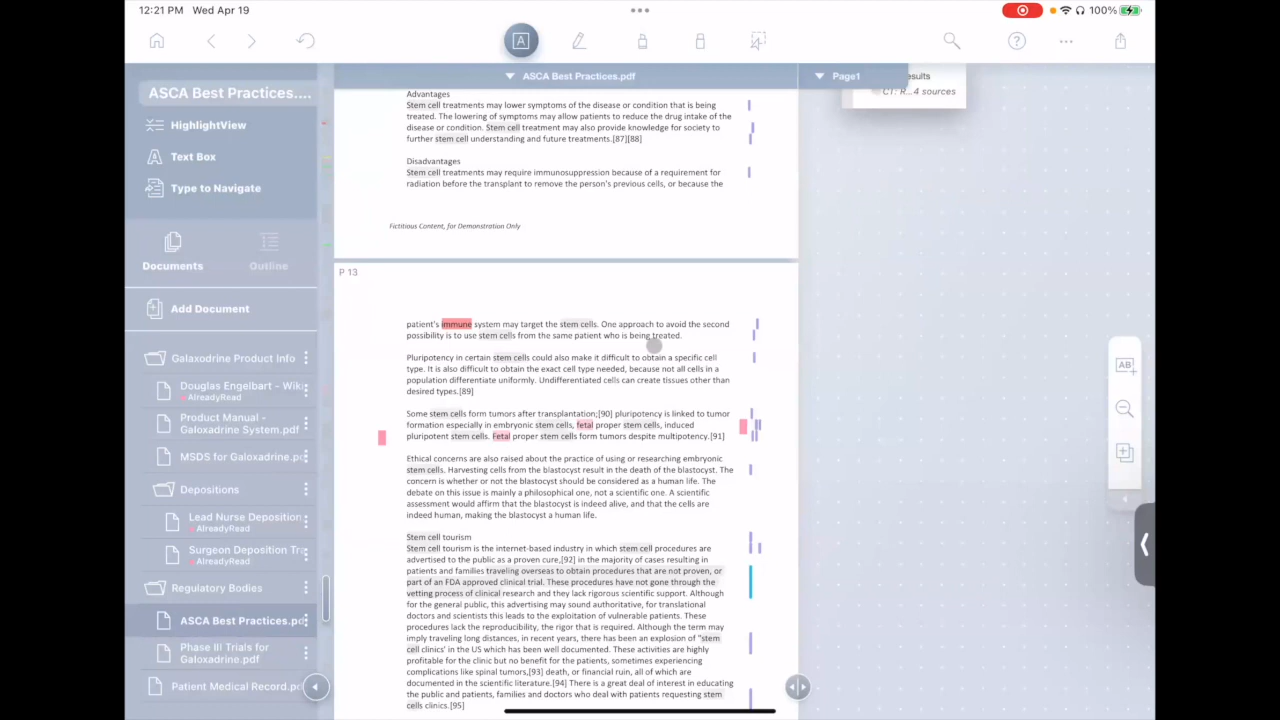 12:21 PM Wed Apr 19
100%
ASCA Best Practices....
HighlightView
Text Box
Type to Navigate
Documents
Outline
Add Document
Galaxodrine Product Info
Douglas Engelbart - Wiki
AlreadyRead
Product Manual -
Galaxodrine System.pdf
MSDS for Galaxodrine.p
Depositions
Lead Nurse Deposition
AlreadyRead
Surgeon Deposition Tra
AlreadyRead
Regulatory Bodies
ASCA Best Practices.pd
Phase III Trials for
Galaxodrine.pdf
Patient Medical Record.p
ASCA Best Practices.pdf
Advantages
Stem cell treatments may lower symptoms of the disease or condition that is being
treated. The lowering of symptoms may allow patients to reduce the drug intake of the
disease or condition. Stem cell treatment may also provide knowledge for society to
further stem cell understanding and future treatments.[87][88]
Disadvantages
Stem cell treatments may require immunosuppression because of a requirement for
radiation before the transplant to remove the person's previous cells, or because the
Fictitious Content, for Demonstration Only
P 13
patient's immune system may target the stem cells. One approach to avoid the second
possibility is to use stem cells from the same patient who is being treated.
Pluripotency in certain stem cells could also make it difficult to obtain a specific cell
type. It is also difficult to obtain the exact cell type needed, because not all cells in a
population differentiate uniformly. Undifferentiated cells can create tissues other than
desired types.[89]
Some stem cells form tumors after transplantation;[90] pluripotency is linked to tumor
formation especially in embryonic stem cells, fetal proper stem cells, induced
pluripotent stem cells. Fetal proper stem cells form tumors despite multipotency.[91]
Ethical concerns are also raised about the practice of using or researching embryonic
stem cells. Harvesting cells from the blastocyst result in the death of the blastocyst. The
concern is whether or not the blastocyst should be considered as a human life. The
debate on this issue is mainly a philosophical one, not a scientific one. A scientific
assessment would affirm that the blastocyst is indeed alive, and that the cells are
indeed human, making the blastocyst a human life.
Stem cell tourism
Stem cell tourism is the internet-based industry in which stem cell procedures are
advertised to the public as a proven cure,[92] in the majority of cases resulting in
patients and families traveling overseas to obtain procedures that are not proven, or
part of an FDA approved clinical trial. These procedures have not gone through the
vetting process of clinical research and they lack rigorous scientific support. Although
for the general public, this advertising may sound authoritative, for translational
doctors and scientists this leads to the exploitation of vulnerable patients. These
procedures lack the reproducibility, the rigor that is required. Although the term may
imply traveling long distances, in recent years, there has been an explosion of "stem
cell clinics' in the US which has been well documented. These activities are highly
profitable for the clinic but no benefit for the patients, sometimes experiencing
complications like spinal tumors,[93] death, or financial ruin, all of which are
documented in the scientific literature.[94] There is a great deal of interest in educating
the public and patients, families and doctors who deal with patients requesting stem
cells clinics.[95]
Page1
esults
CT: R...4 sources
AB